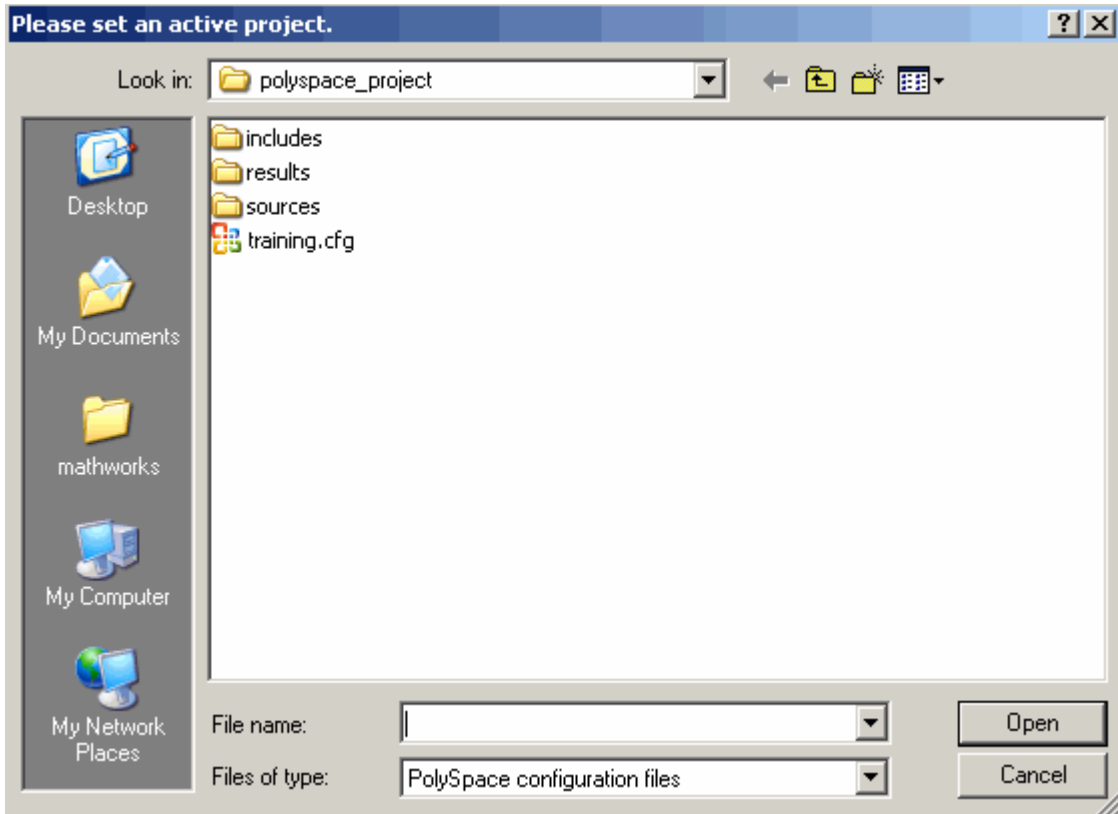 Please set an active project.
Look in: polyspace_project
includes
results
sources
training.cfg
Desktop
My Documents
mathworks
My Computer
My Network
Places
File name:
Open
Files of type: PolySpace configuration files
Cancel